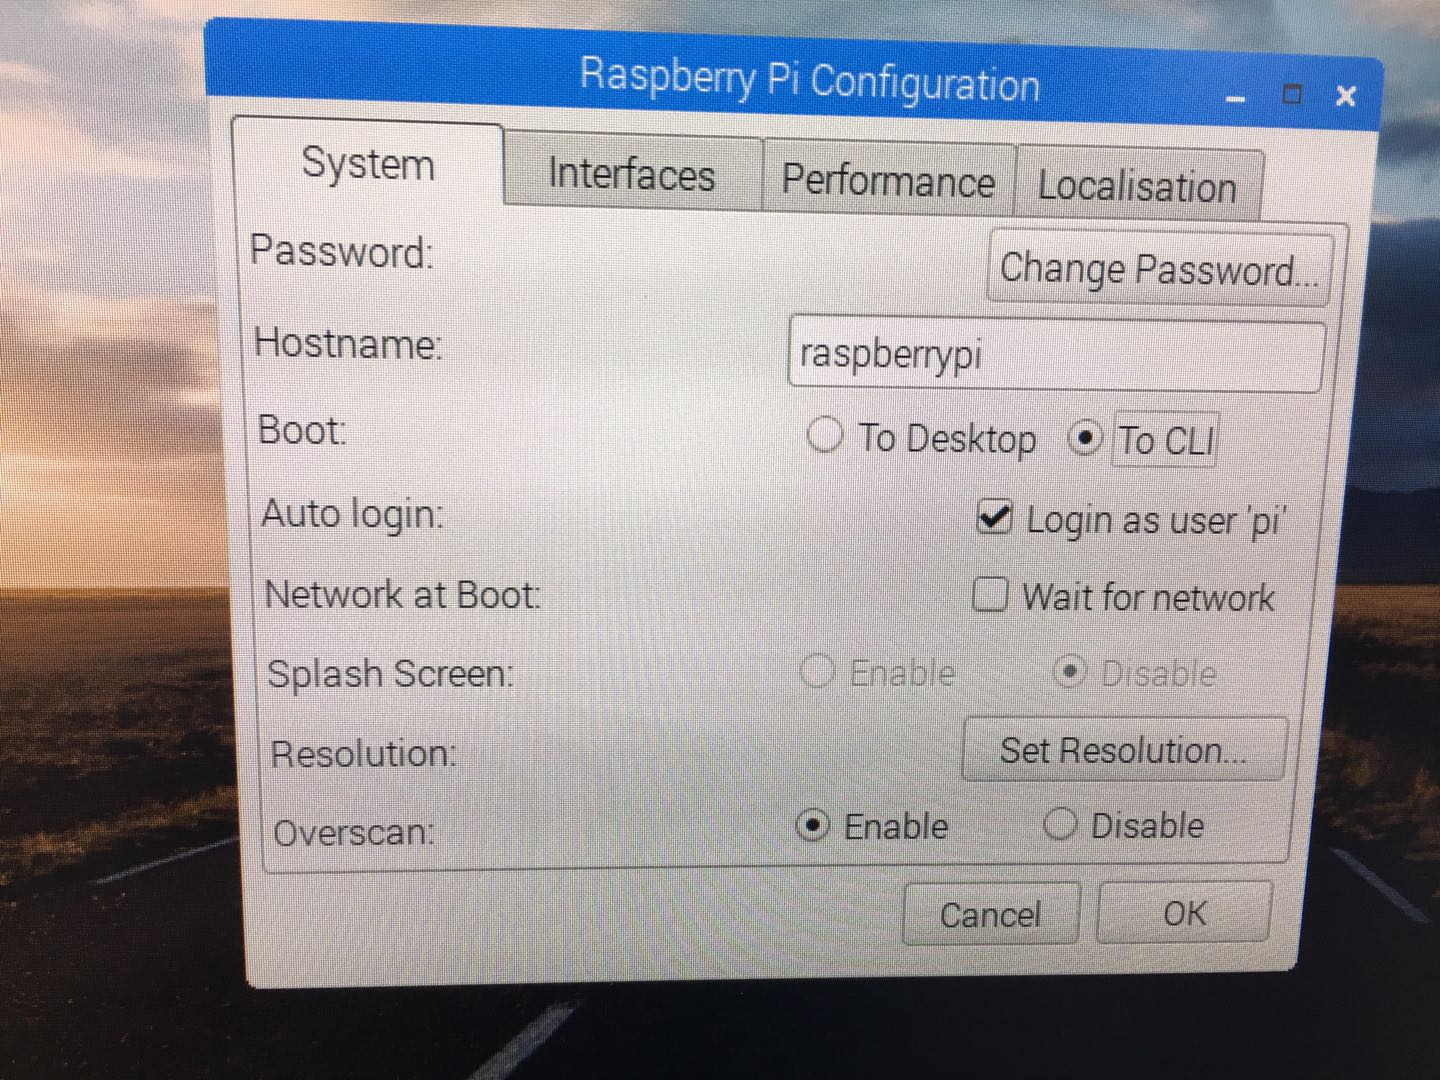 Raspberry Pi Configuration
System Interfaces Performance Localisation
Password: Change Password...
Hostname: raspberrypi
Boot: To Desktop To CLI
Auto login: Login as user 'pi'
Network at Boot: Wait for network
Splash Screen: Enable Disable
Resolution: Set Resolution...
Overscan: Enable Disable
Cancel OK